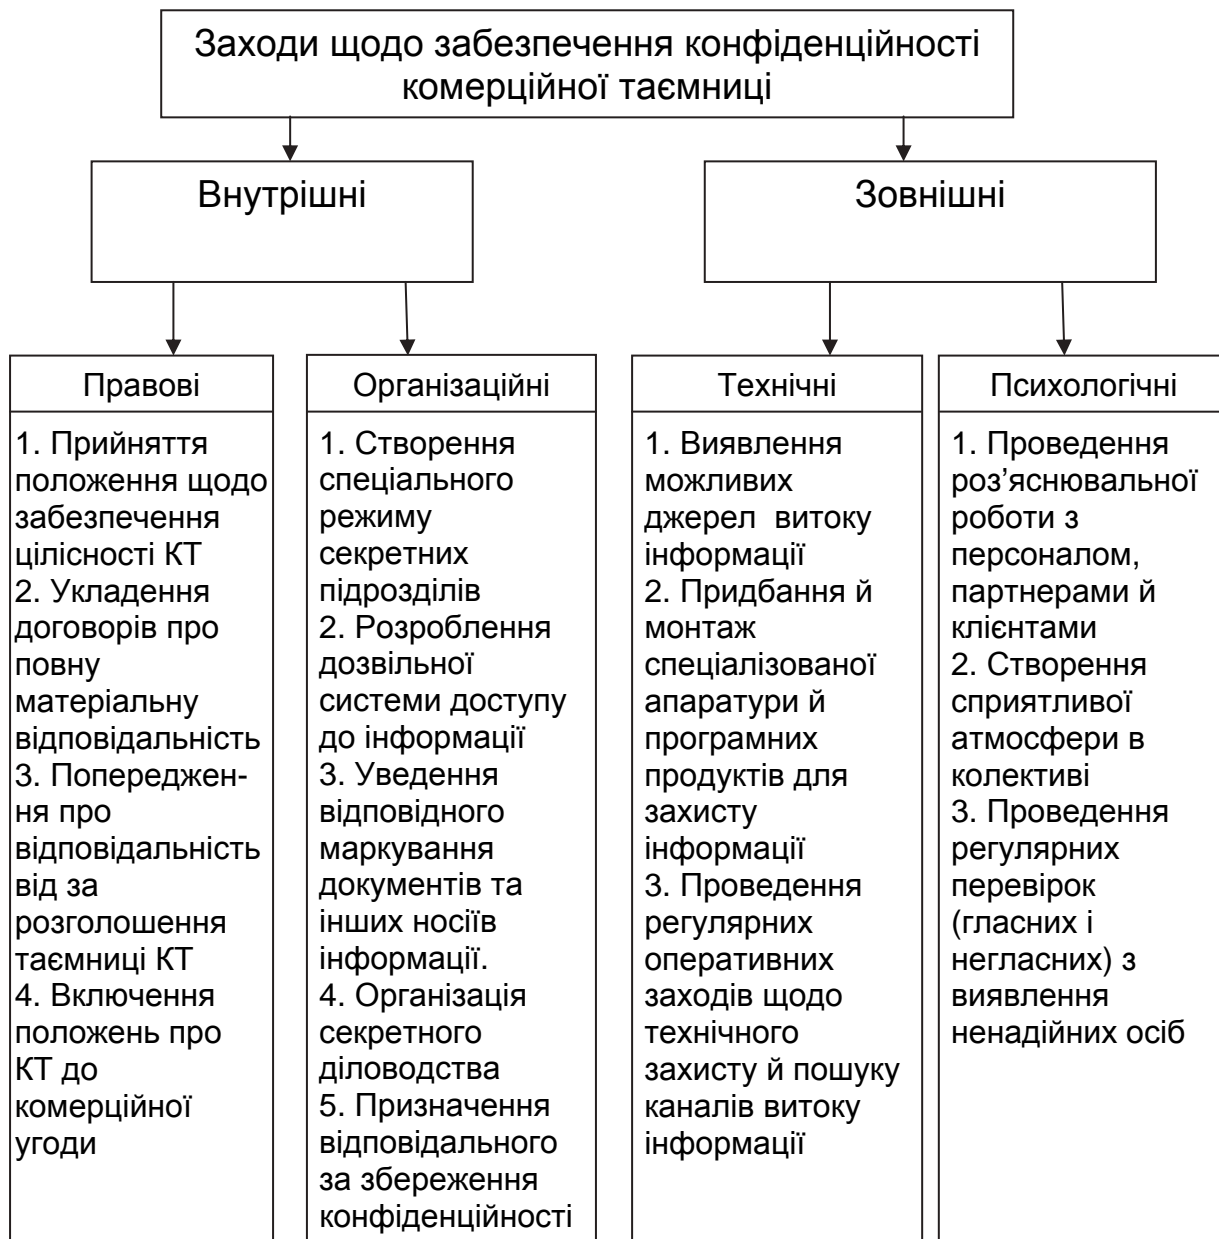 Заходи щодо забезпечення конфіденційності
комерційної таємниці
Внутрішні
Зовнішні
Правові
1. Прийняття
положення щодо
забезпечення
цілісності КТ
2. Укладення
договорів про
повну
матеріальну
відповідальність
3. Попереджен-
ня про
відповідальність
від за
розголошення
таємниці КТ
4. Включення
положень про
КТ до
комерційної
угоди
Організаційні
1. Створення
спеціального
режиму
секретних
підрозділів
2. Розроблення
дозвільної
системи доступу
до інформації
3. Уведення
відповідного
маркування
документів та
інших носіїв
інформації.
4. Організація
секретного
діловодства
5. Призначення
відповідального
за збереження
конфіденційності
Технічні
1. Виявлення
можливих
джерел витоку
інформації
2. Придбання й
монтаж
спеціалізованої
апаратури й
програмних
продуктів для
захисту
інформації
3. Проведення
регулярних
оперативних
заходів щодо
технічного
захисту й пошуку
каналів витоку
інформації
Психологічні
1. Проведення
роз’яснювальної
роботи з
персоналом,
партнерами й
клієнтами
2. Створення
сприятливої
атмосфери в
колективі
3. Проведення
регулярних
перевірок
(гласних і
негласних) з
виявлення
ненадійних осіб